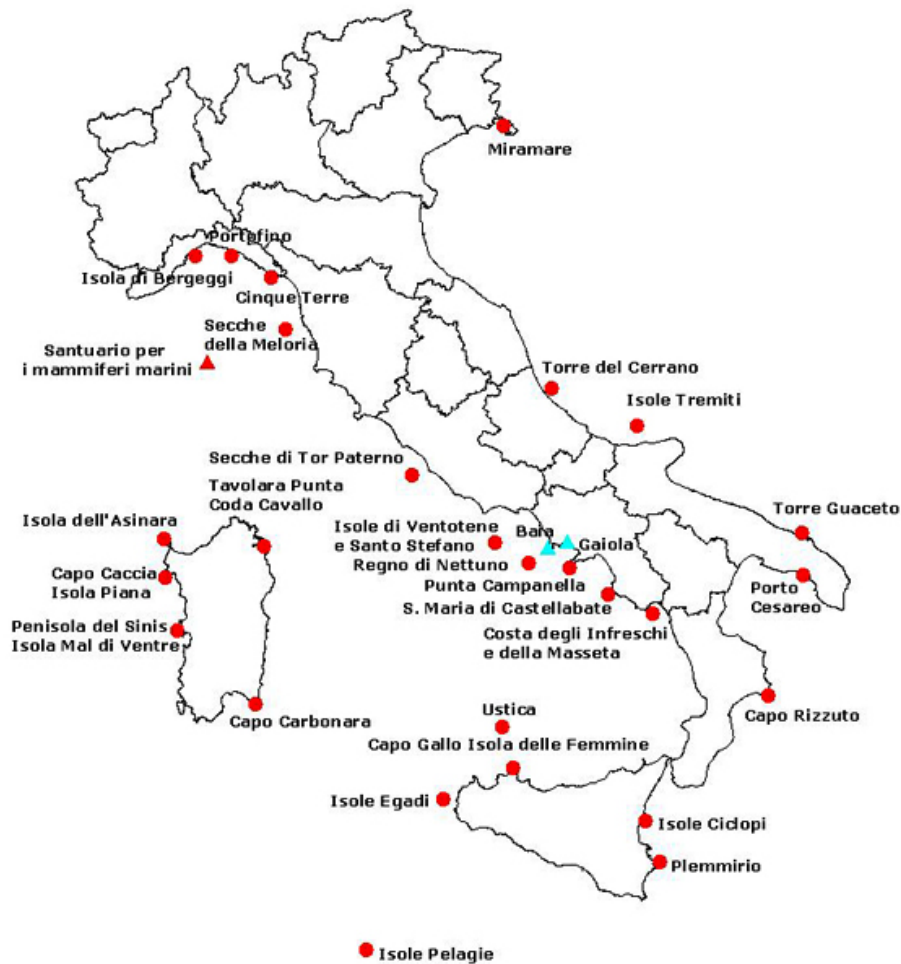 Miramare
Portofino
Isola di Bergeggi
Cinque Terre
Secche
della Meloria
Santuario per
i mammiferi marini
Torre del Cerrano
Isole Tremiti
Secche di Tor Paterno
Tavolara Punta
Coda Cavallo
Torre Guaceto
Isola dell'Asinara
Isole di Ventotene
e Santo Stefano
Baia
Gaiola
Regno di Nettuno
Capo Caccia
Isola Piana
Punta Campanella
Porto
Cesareo
S. Maria di Castellabate
Penisola del Sinis
Isola Mal di Ventre
Costa degli Infreschi
e della Masseta
Capo Carbonara
Ustica
Capo Rizzuto
Capo Gallo Isola delle Femmine
Isole Egadi
Isole Ciclopi
Plemmirio
Isole Pelagie